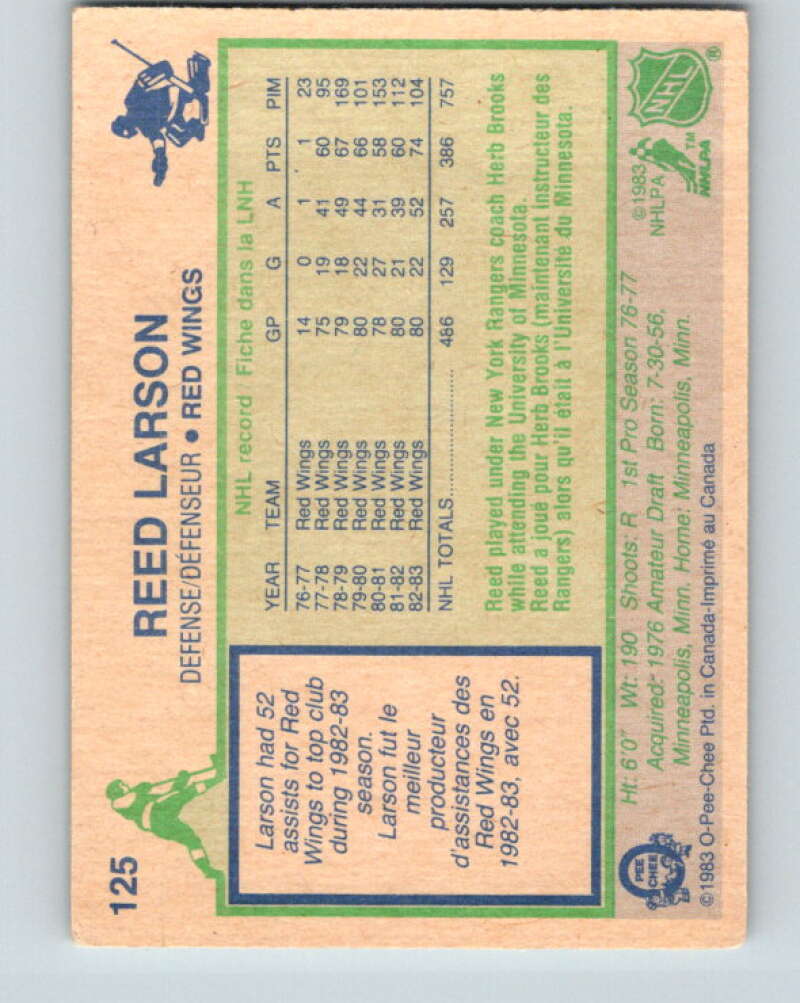 125
REED LARSON
DEFENSE/DÉFENSEUR • RED WINGS
Larson had 52
assists for Red
Wings to top club
during 1982-83
season.
Larson fut le
meilleur
producteur
d'assistances des
Red Wings en
1982-83, avec 52.
NHL record / Fiche dans la LNH
YEAR TEAM GP G A PTS PIM
76-77 Red Wings 14 0 1 1 23
77-78 Red Wings 75 19 41 60 95
78-79 Red Wings 79 18 49 67 169
79-80 Red Wings 80 22 44 66 101
80-81 Red Wings 78 27 31 58 153
81-82 Red Wings 80 21 39 60 112
82-83 Red Wings 80 22 52 74 104
NHL TOTALS 486 129 257 386 757
Reed played under New York Rangers coach Herb Brooks
while attending the University of Minnesota.
Reed a joué pour Herb Brooks (maintenant instructeur des
Rangers) alors qu'il était à l'Université du Minnesota.
Ht: 6'0" Wt: 190 Shoots: R 1st Pro Season 76-77
Acquired: 1976 Amateur Draft Born: 7-30-56,
Minneapolis, Minn. Home: Minneapolis, Minn.
©1983 O-Pee-Chee Ptd. in Canada-Imprimé au Canada
O PEE CHEE
©1983
NHLPA
NHLPA
TM
NHL
®